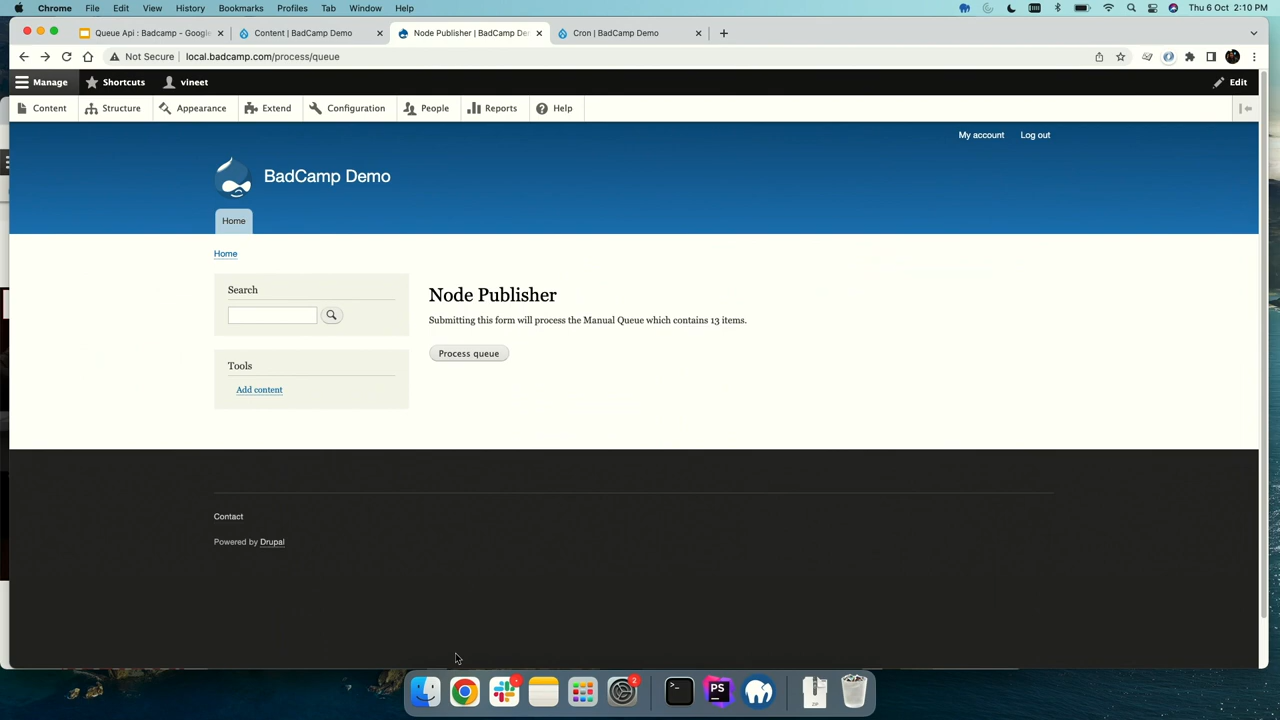 Chrome File Edit View History Bookmarks Profiles Tab Window Help Thu 6 Oct 2:10 PM
Queue Api : Badcamp - Google Content | BadCamp Demo Node Publisher | BadCamp De Cron | BadCamp Demo
Not Secure local.badcamp.com/process/queue
Manage Shortcuts vineet Edit
Content Structure Appearance Extend Configuration People Reports Help
My account Log out
BadCamp Demo
Home
Home
Search
Tools
Add content
Node Publisher
Submitting this form will process the Manual Queue which contains 13 items.
Process queue
Contact
Powered by Drupal
2
PS
ZIP